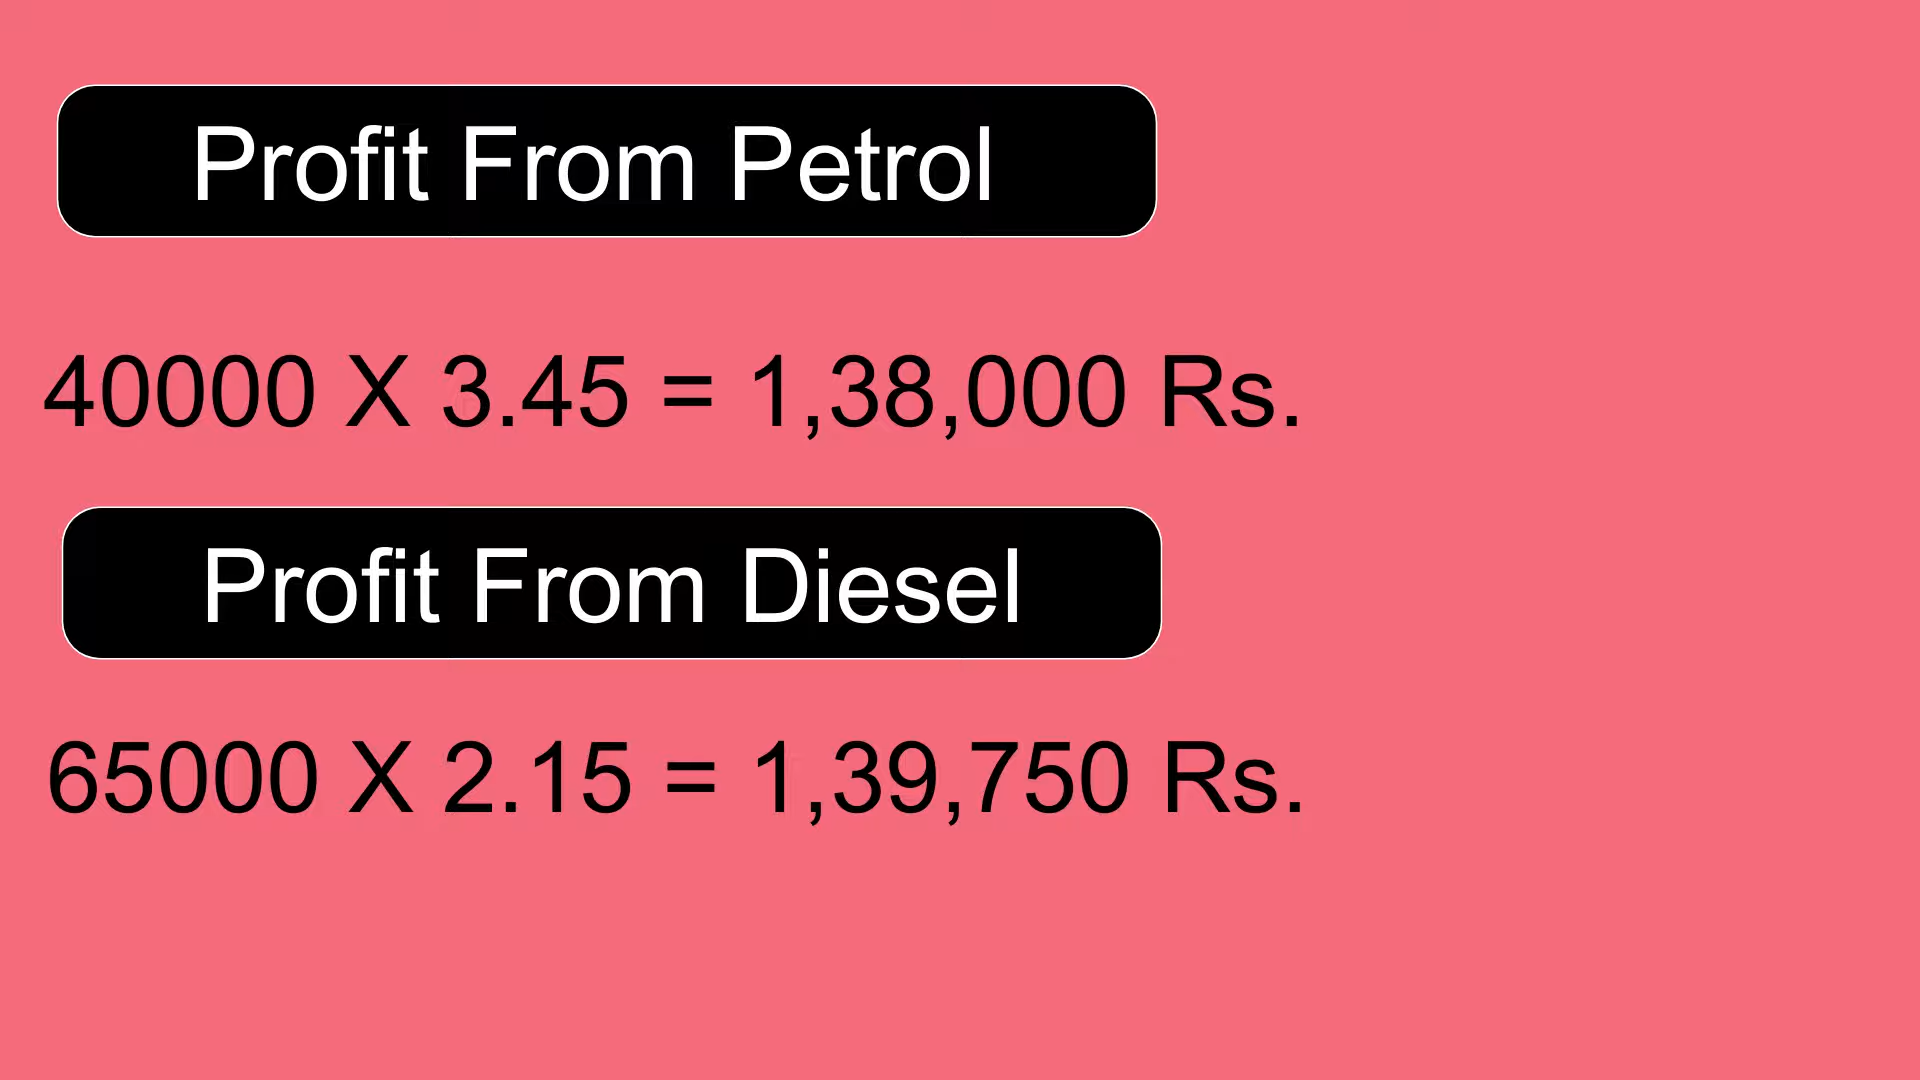 Profit From Petrol
40000 X 3.45 = 1,38,000 Rs.
Profit From Diesel
65000 X 2.15 = 1,39,750 Rs.